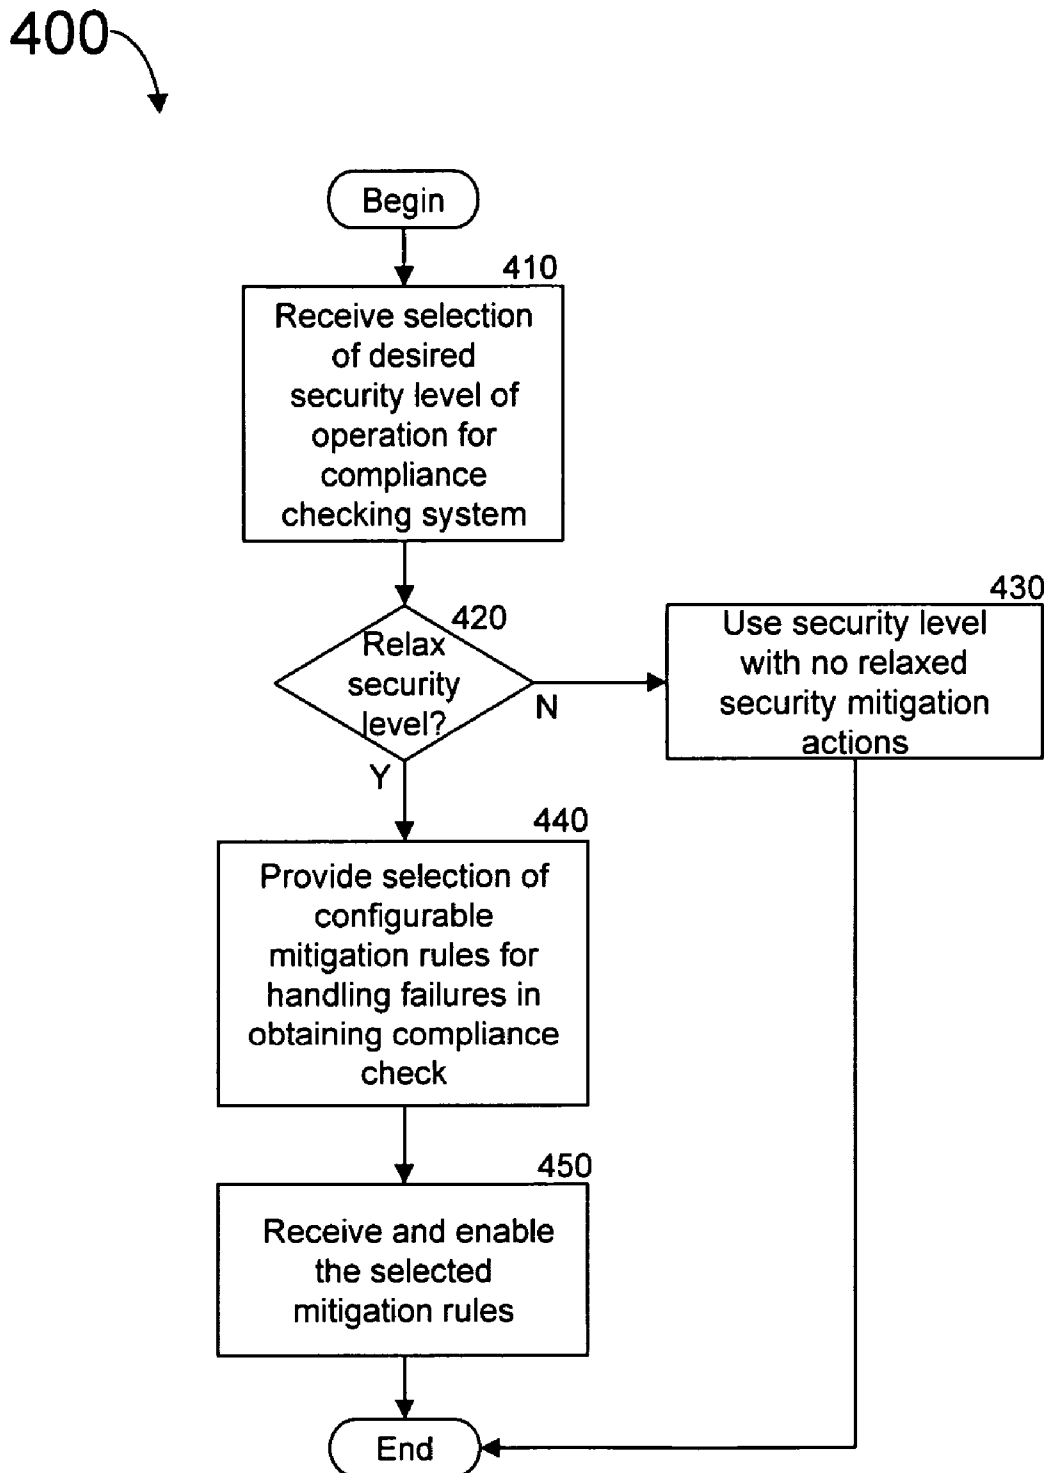 400
Begin
410
Receive selection
of desired
security level of
operation for
compliance
checking system
420
Relax
security
level?
N
Y
430
Use security level
with no relaxed
security mitigation
actions
440
Provide selection of
configurable
mitigation rules for
handling failures in
obtaining compliance
check
450
Receive and enable
the selected
mitigation rules
End